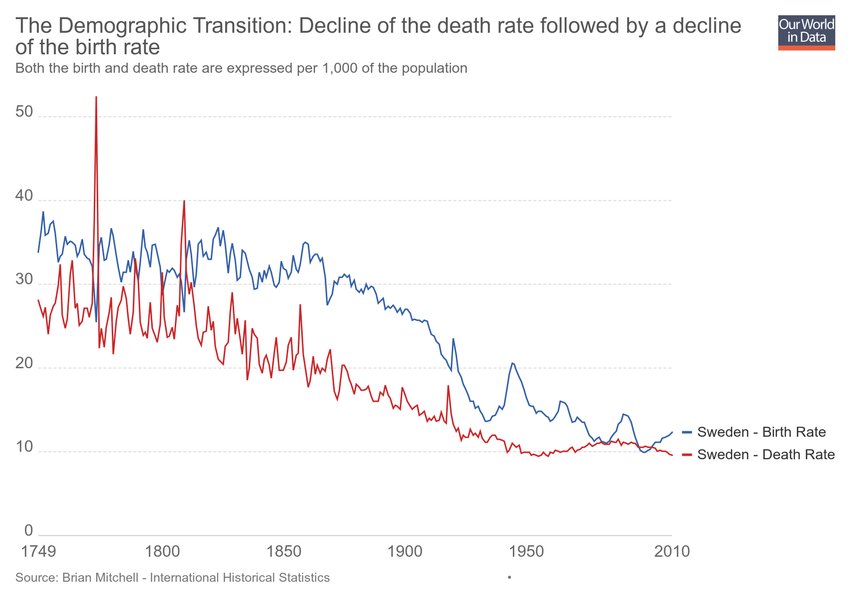 The Demographic Transition: Decline of the death rate followed by a decline
of the birth rate
Our World
in Data
Both the birth and death rate are expressed per 1,000 of the population
50
40
30
20
10
0
Sweden - Birth Rate
Sweden - Death Rate
1749 1800 1850 1900 1950 2010
Source: Brian Mitchell - International Historical Statistics